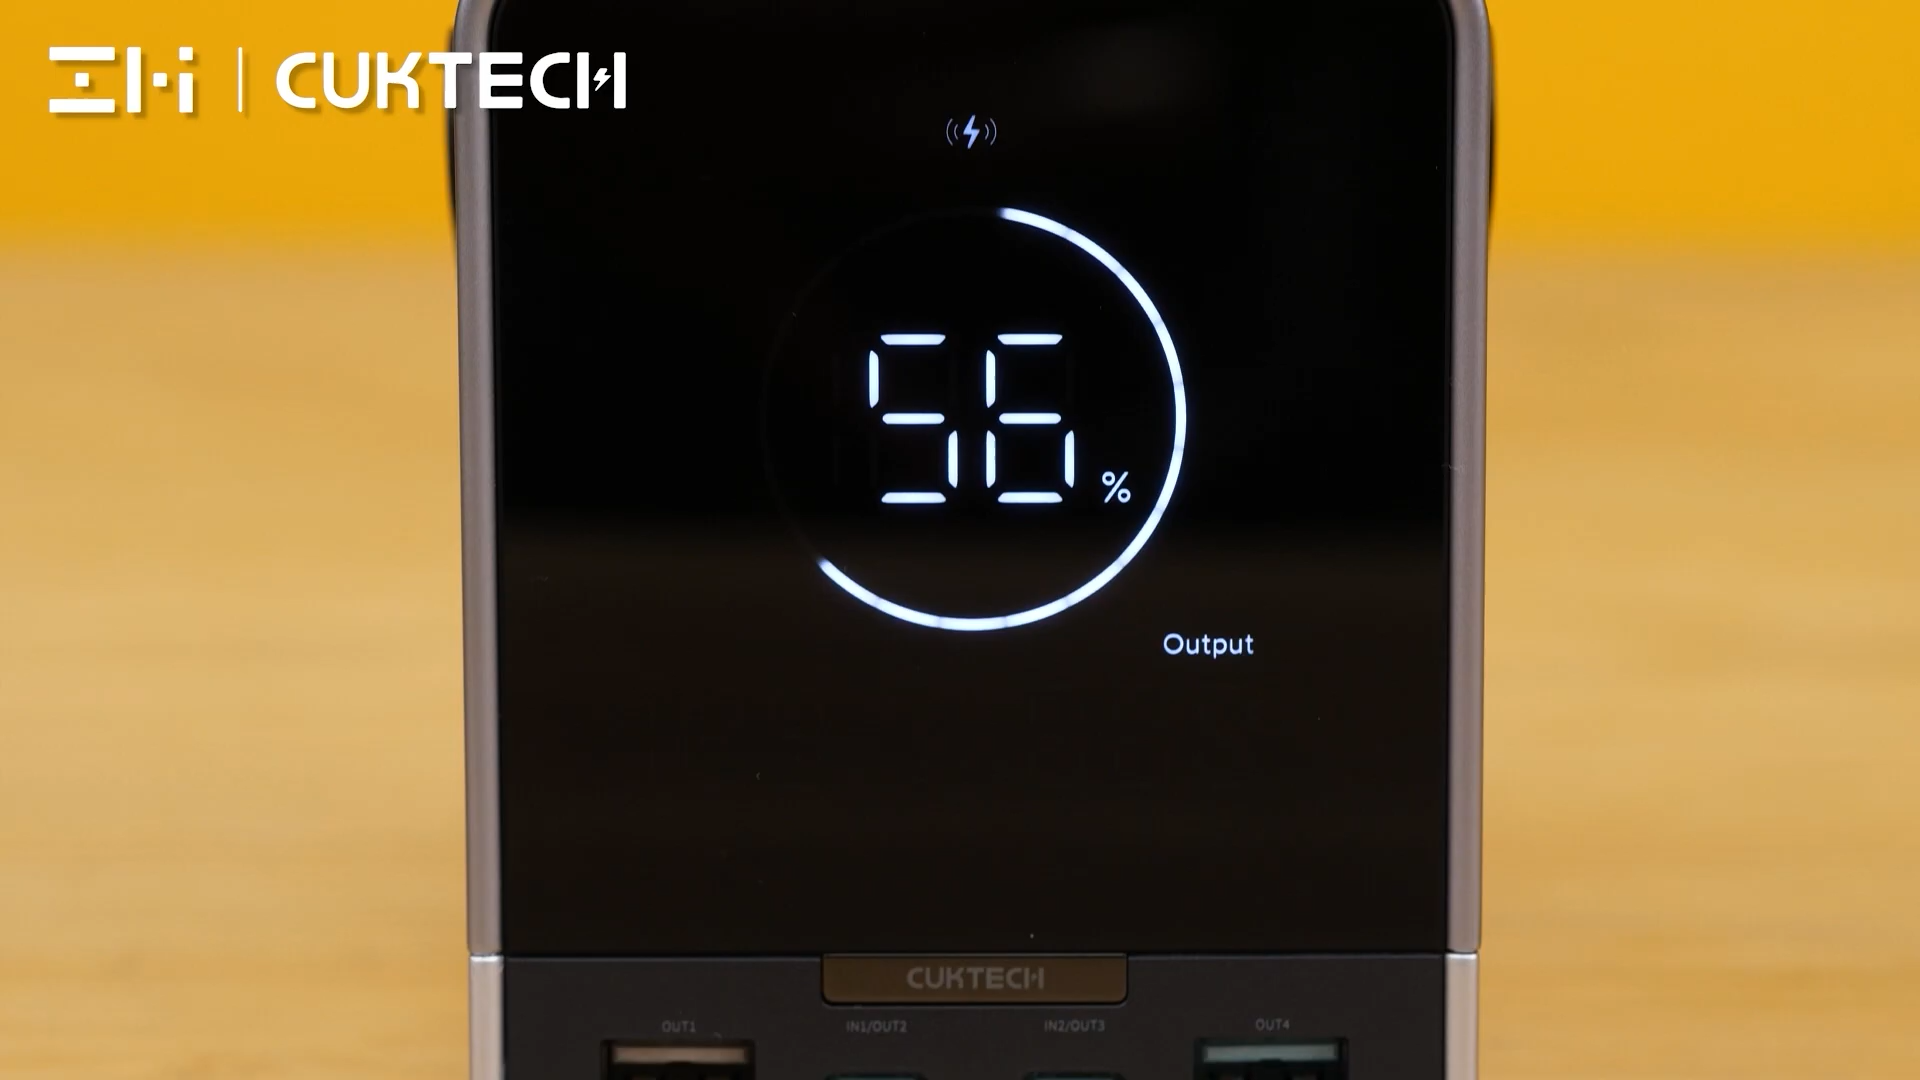 ZMI | CUKTECH
56%
Output
CUKTECH
OUT1 IN1/OUT2 IN2/OUT3 OUT4